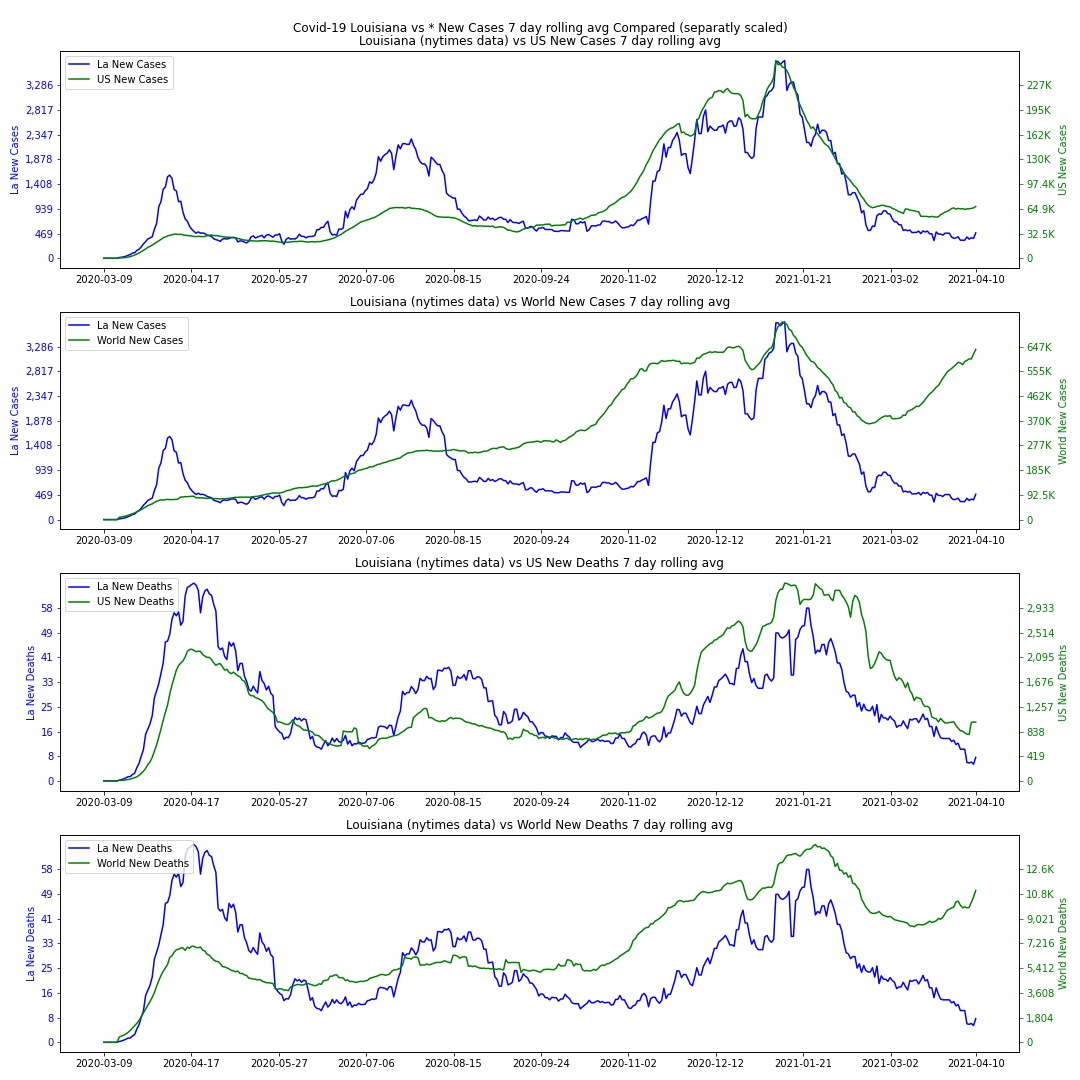 Covid-19 Louisiana vs * New Cases 7 day rolling avg Compared (separatly scaled)
Louisiana (nytimes data) vs US New Cases 7 day rolling avg
La New Cases
US New Cases
3,286
2,817
2,347
1,878
1,408
939
469
0
La New Cases
227K
195K
162K
130K
97.4K
64.9K
32.5K
0
US New Cases
2020-03-09 2020-04-17 2020-05-27 2020-07-06 2020-08-15 2020-09-24 2020-11-02 2020-12-12 2021-01-21 2021-03-02 2021-04-10
Louisiana (nytimes data) vs World New Cases 7 day rolling avg
La New Cases
World New Cases
3,286
2,817
2,347
1,878
1,408
939
469
0
La New Cases
647K
555K
462K
370K
277K
185K
92.5K
0
World New Cases
2020-03-09 2020-04-17 2020-05-27 2020-07-06 2020-08-15 2020-09-24 2020-11-02 2020-12-12 2021-01-21 2021-03-02 2021-04-10
Louisiana (nytimes data) vs US New Deaths 7 day rolling avg
La New Deaths
US New Deaths
58
49
41
33
25
16
8
0
La New Deaths
2,933
2,514
2,095
1,676
1,257
838
419
0
US New Deaths
2020-03-09 2020-04-17 2020-05-27 2020-07-06 2020-08-15 2020-09-24 2020-11-02 2020-12-12 2021-01-21 2021-03-02 2021-04-10
Louisiana (nytimes data) vs World New Deaths 7 day rolling avg
La New Deaths
World New Deaths
58
49
41
33
25
16
8
0
La New Deaths
12.6K
10.8K
9,021
7,216
5,412
3,608
1,804
0
World New Deaths
2020-03-09 2020-04-17 2020-05-27 2020-07-06 2020-08-15 2020-09-24 2020-11-02 2020-12-12 2021-01-21 2021-03-02 2021-04-10